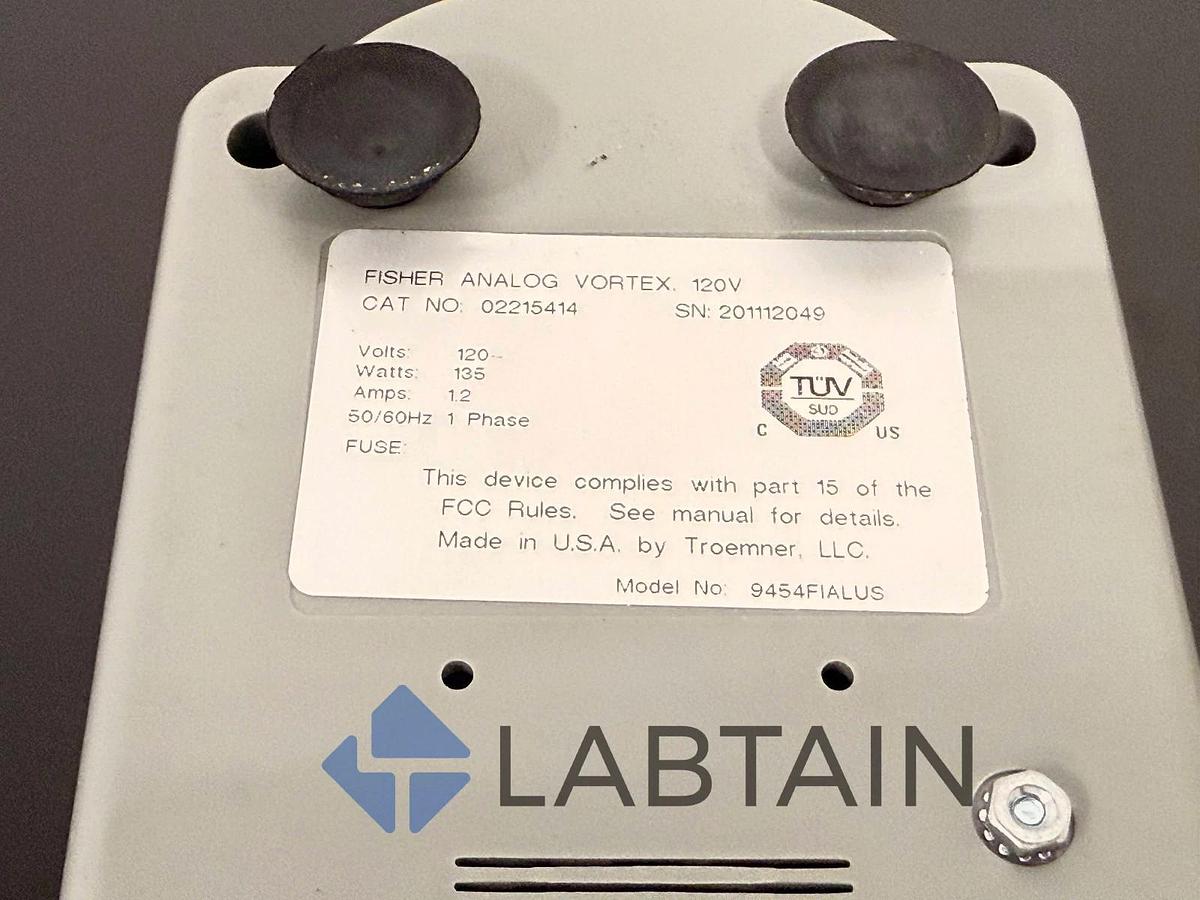 FISHER ANALOG VORTEX, 120V
CAT NO: 02215414 SN: 201112049
Volts: 120~
Watts: 135
Amps: 1.2
50/60Hz 1 Phase
FUSE:
TÜV
SUD
C US
This device complies with part 15 of the
FCC Rules. See manual for details.
Made in U.S.A. by Troemner, LLC.
Model No: 9454FIALUS
LABTAIN